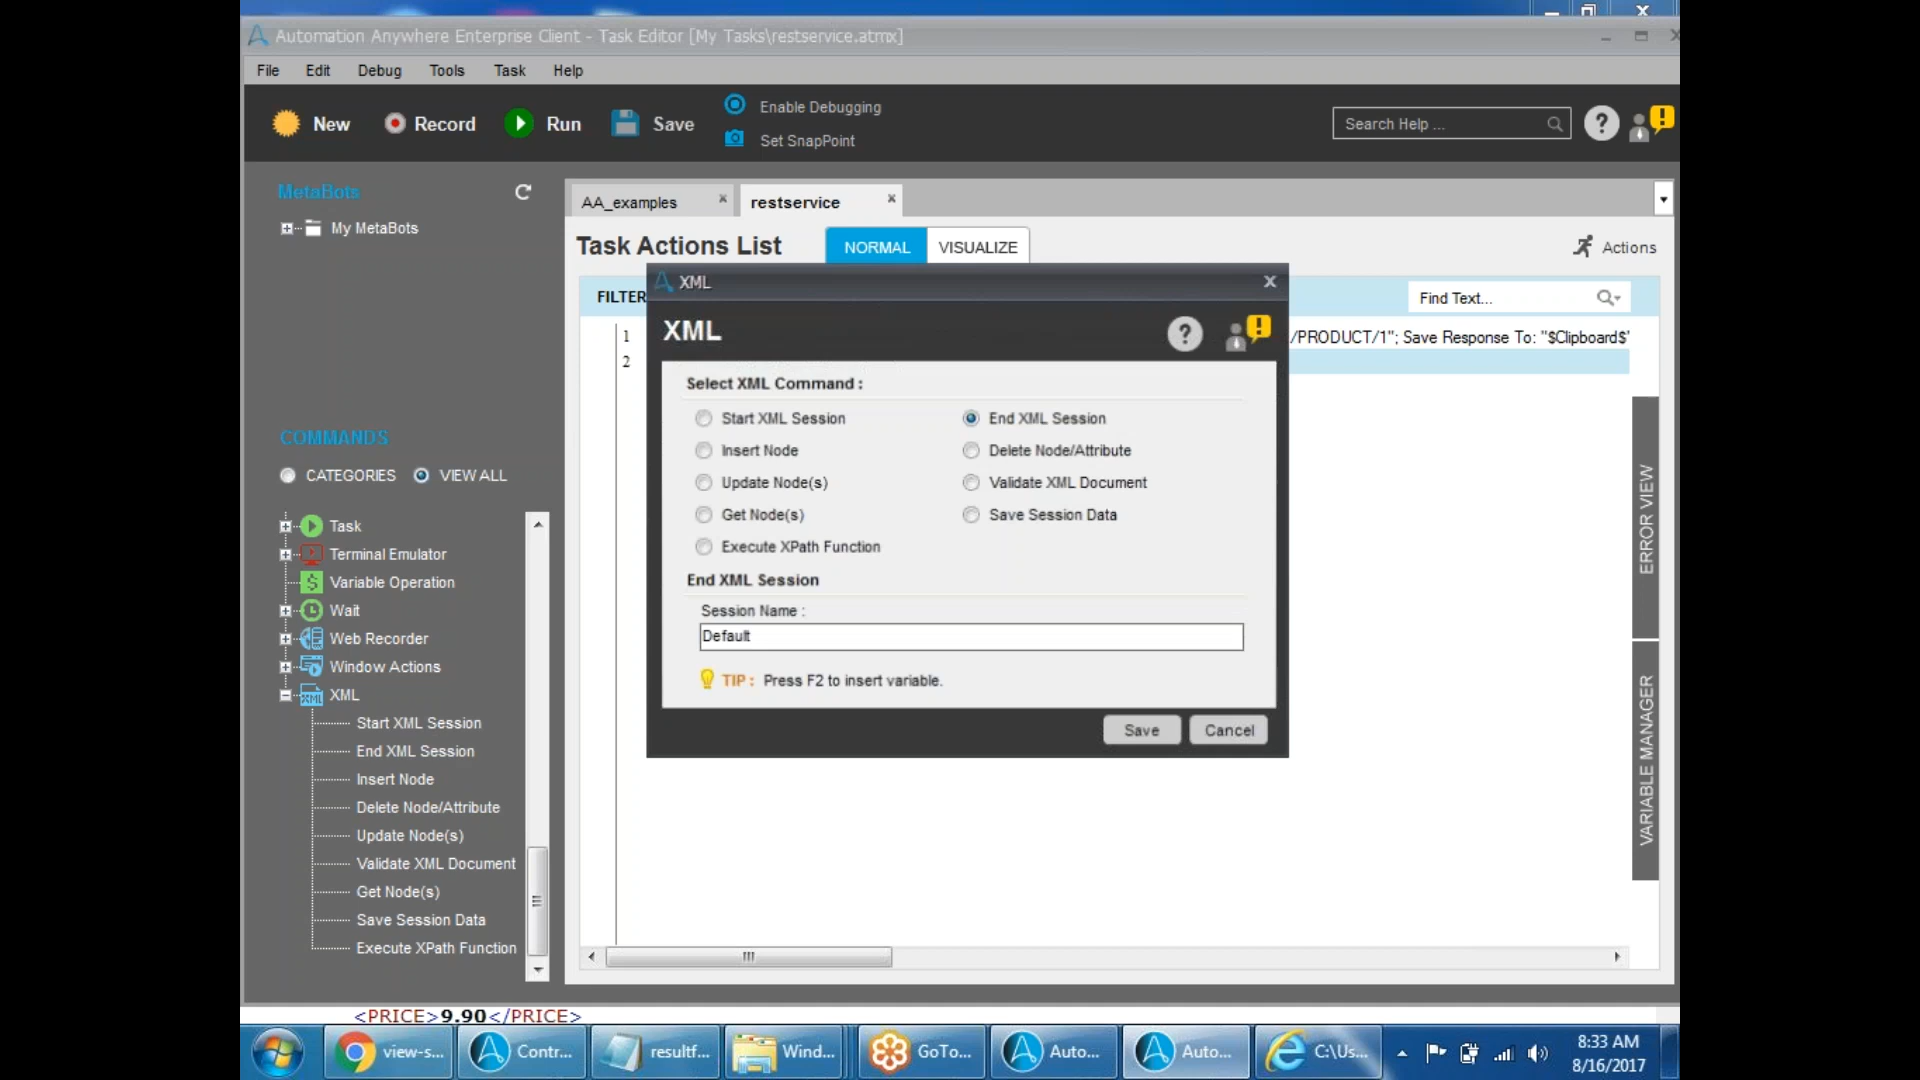 Automation Anywhere Enterprise Client - Task Editor [My Tasks\restservice.atmx]
File Edit Debug Tools Task Help
New Record Run Save
Enable Debugging
Set SnapPoint
Search Help ...
MetaBots
My MetaBots
AA_examples
restservice
Task Actions List
NORMAL VISUALIZE
Actions
FILTER
Find Text...
1
/PRODUCT/1"; Save Response To: "$Clipboard$"
2
XML
XML
Select XML Command :
Start XML Session
End XML Session
Insert Node
Delete Node/Attribute
Update Node(s)
Validate XML Document
Get Node(s)
Save Session Data
Execute XPath Function
End XML Session
Session Name :
Default
TIP : Press F2 to insert variable.
Save Cancel
COMMANDS
CATEGORIES VIEW ALL
Task
Terminal Emulator
Variable Operation
Wait
Web Recorder
Window Actions
XML
Start XML Session
End XML Session
Insert Node
Delete Node/Attribute
Update Node(s)
Validate XML Document
Get Node(s)
Save Session Data
Execute XPath Function
ERROR VIEW
VARIABLE MANAGER
<PRICE>9.90</PRICE>
view-s...
Contr...
resultf...
Wind...
GoTo...
Auto...
Auto...
C:\Us...
8:33 AM
8/16/2017